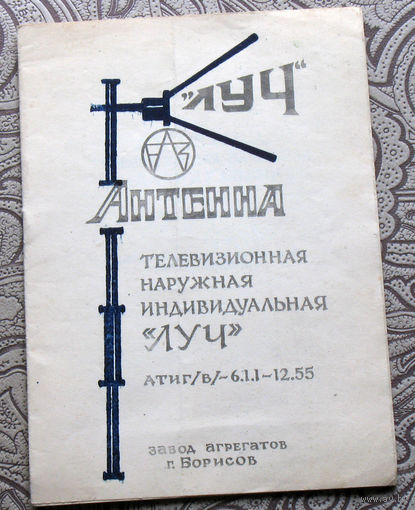 „ЛУЧ“
АНТЕННА
ТЕЛЕВИЗИОННАЯ
НАРУЖНАЯ
ИНДИВИДУАЛЬНАЯ
„ЛУЧ”
АТИГ/В/-6.1.1-12.55
ЗАВОД АГРЕГАТОВ
г. БОРИСОВ